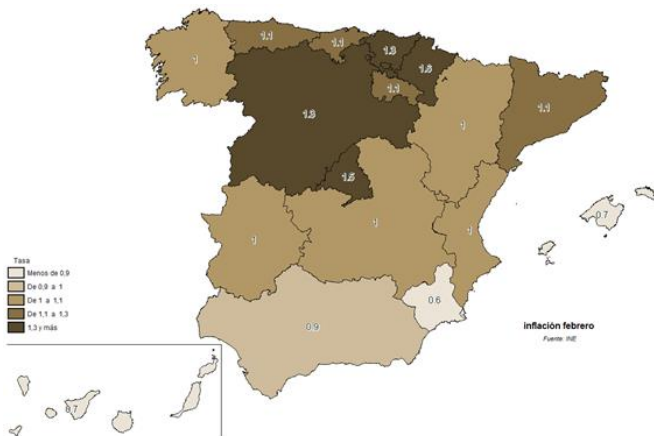 1
1.1
1.1
1.3
1.6
1.1
1.3
1
1.1
1.5
1
1
1
0.7
0.6
0.9
0.7
Tasa
Menos de 0,9
De 0,9 a 1
De 1 a 1,1
De 1,1 a 1,3
1,3 y más
inflación febrero
Fuente: INE